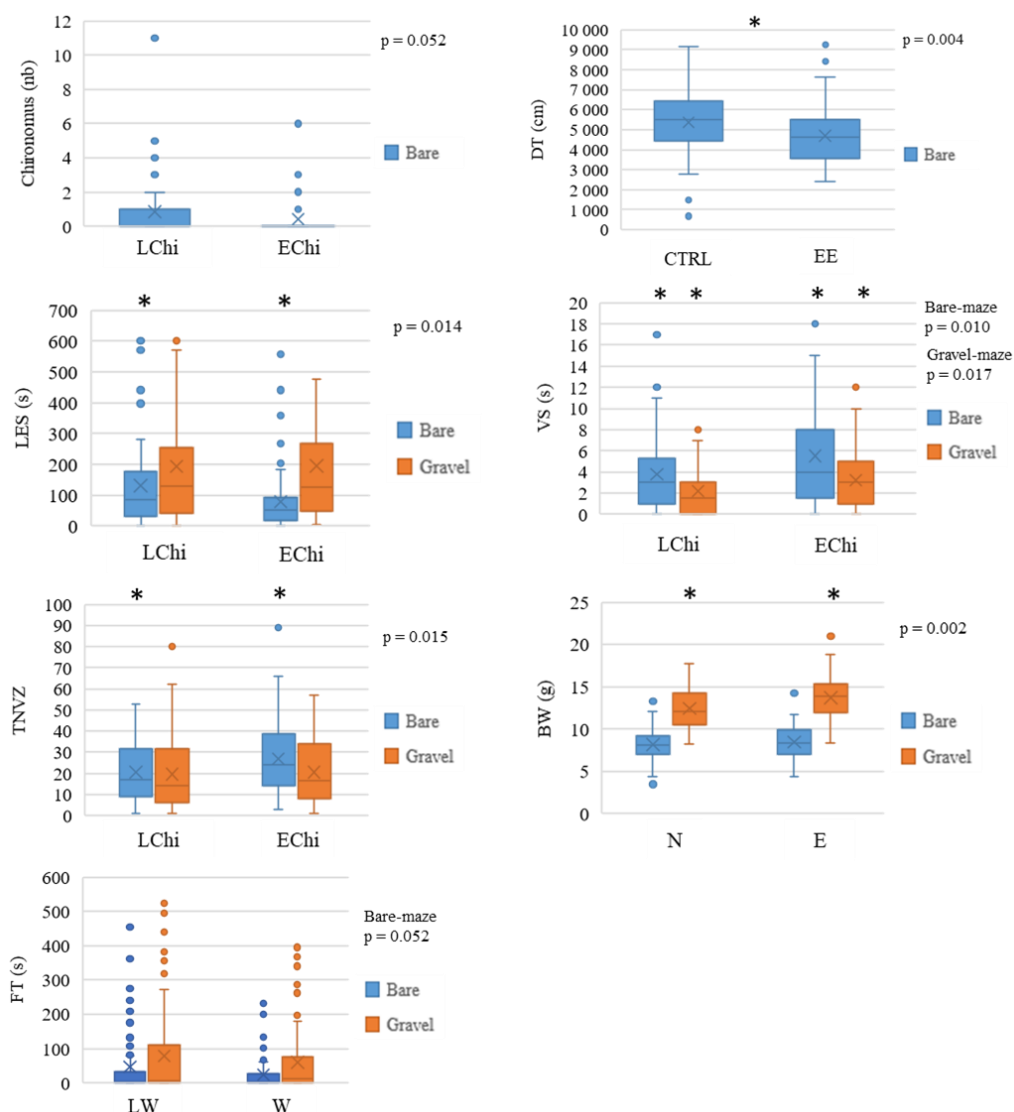 12
10
8
6
4
2
0
Chironomus (nb)
LChi
EChi
p = 0.052
Bare
*
10 000
9 000
8 000
7 000
6 000
5 000
4 000
3 000
2 000
1 000
0
DT (cm)
CTRL
EE
p = 0.004
Bare
* *
700
600
500
400
300
200
100
0
LES (s)
LChi
EChi
p = 0.014
Bare
Gravel
* * * *
20
18
16
14
12
10
8
6
4
2
0
VS (s)
LChi
EChi
Bare-maze
p = 0.010
Gravel-maze
p = 0.017
Bare
Gravel
* *
100
90
80
70
60
50
40
30
20
10
0
TNVZ
LChi
EChi
p = 0.015
Bare
Gravel
* *
25
20
15
10
5
0
BW (g)
N
E
p = 0.002
Bare
Gravel
600
500
400
300
200
100
0
FT (s)
LW
W
Bare-maze
p = 0.052
Bare
Gravel